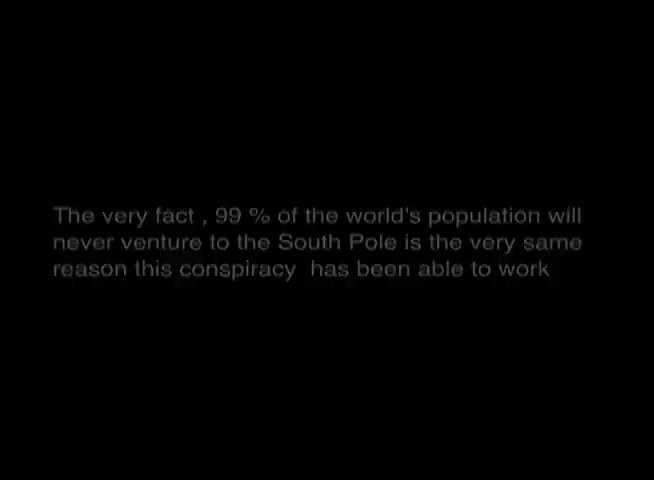 The very fact , 99 % of the world's population will
never venture to the South Pole is the very same
reason this conspiracy  has been able to work